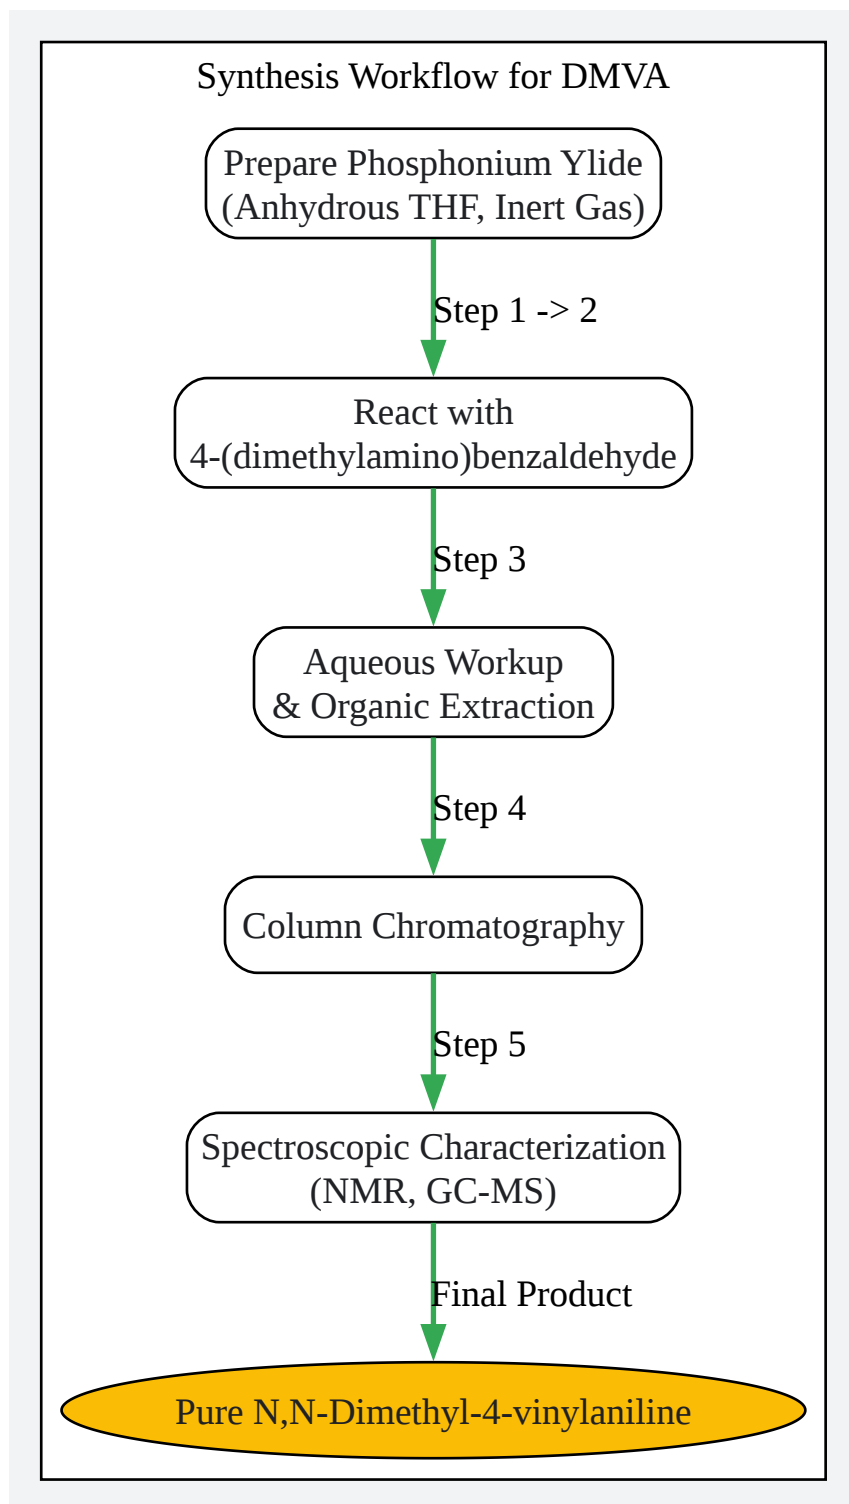 Synthesis Workflow for DMVA
Prepare Phosphonium Ylide
(Anhydrous THF, Inert Gas)
Step 1 -> 2
React with
4-(dimethylamino)benzaldehyde
Step 3
Aqueous Workup
& Organic Extraction
Step 4
Column Chromatography
Step 5
Spectroscopic Characterization
(NMR, GC-MS)
Final Product
Pure N,N-Dimethyl-4-vinylaniline